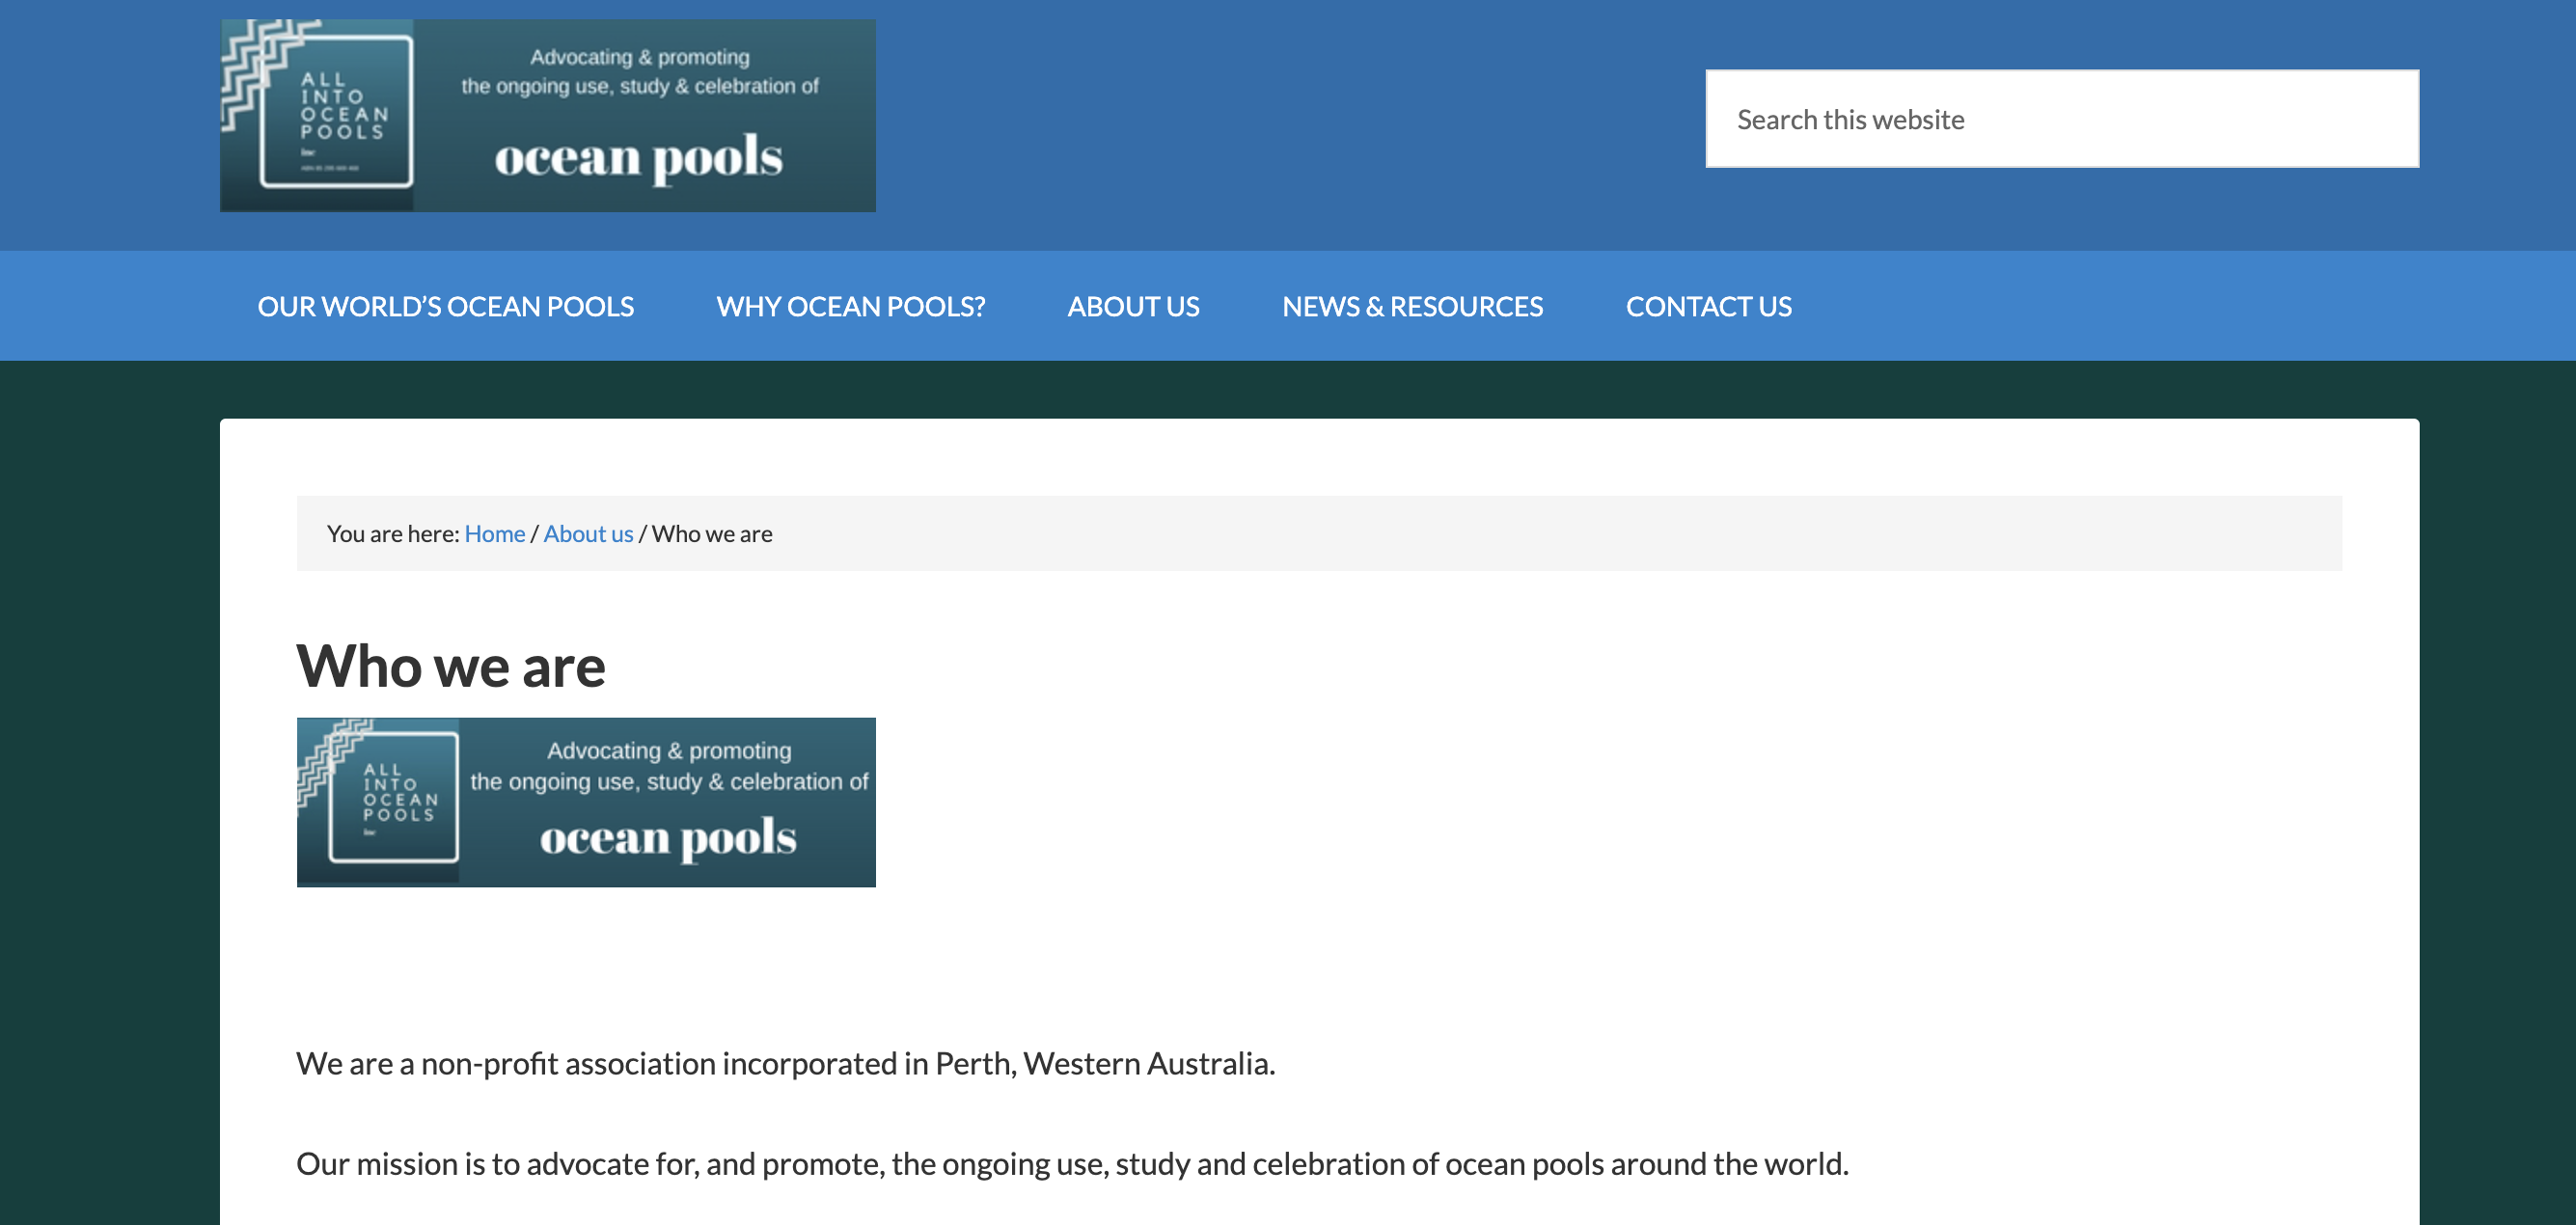 ALL
INTO
OCEAN
POOLS
inc
Advocating & promoting
the ongoing use, study & celebration of
ocean pools
Search this website
OUR WORLD’S OCEAN POOLS
WHY OCEAN POOLS?
ABOUT US
NEWS & RESOURCES
CONTACT US
You are here: Home / About us / Who we are
Who we are
ALL
INTO
OCEAN
POOLS
inc
Advocating & promoting
the ongoing use, study & celebration of
ocean pools
We are a non-profit association incorporated in Perth, Western Australia.
Our mission is to advocate for, and promote, the ongoing use, study and celebration of ocean pools around the world.